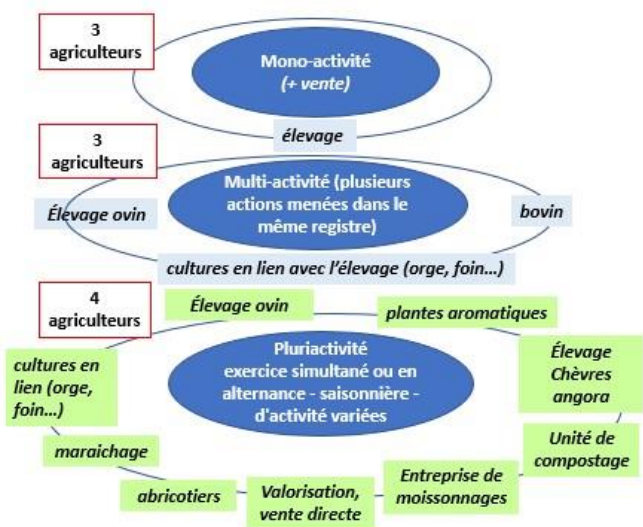 3
agriculteurs
Mono-activité
(+ vente)
élevage
3
agriculteurs
Multi-activité (plusieurs
actions menées dans le
même registre)
Élevage ovin
bovin
cultures en lien avec l'élevage (orge, foin…)
4
agriculteurs
Élevage ovin
plantes aromatiques
Pluriactivité
exercice simultané ou en
alternance - saisonnière -
d'activité variées
cultures en
lien (orge,
foin…)
Élevage
Chèvres
angora
maraichage
Unité de
compostage
abricotiers
Valorisation,
vente directe
Entreprise de
moissonnages